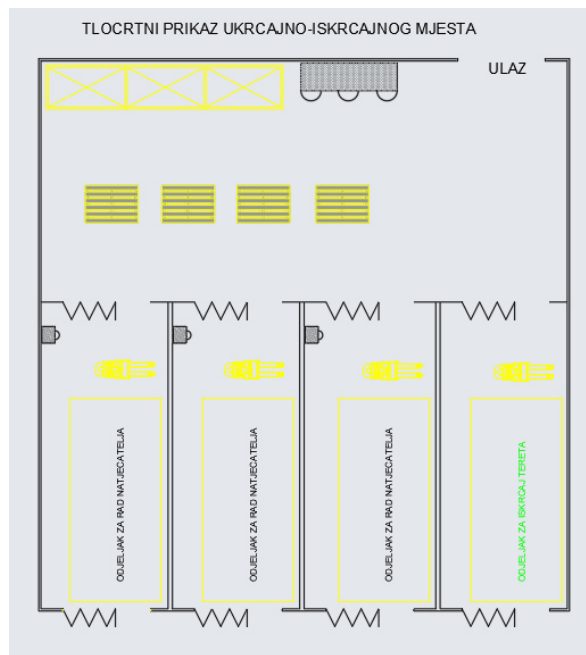 TLOCRTNI PRIKAZ UKRCAJNO-ISKRCAJNOG MJESTA
ULAZ
ODJELJAK ZA RAD NATJECATELJA
ODJELJAK ZA RAD NATJECATELJA
ODJELJAK ZA RAD NATJECATELJA
ODJELJAK ZA ISKRCAJ TERETA